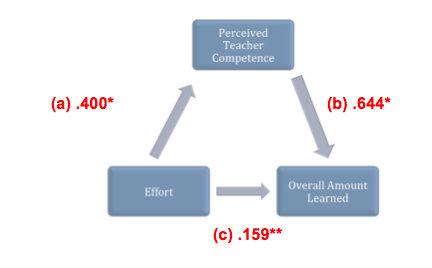 Perceived
Teacher
Competence
(a) .400*
(b) .644*
Effort
Overall Amount
Learned
(c) .159**